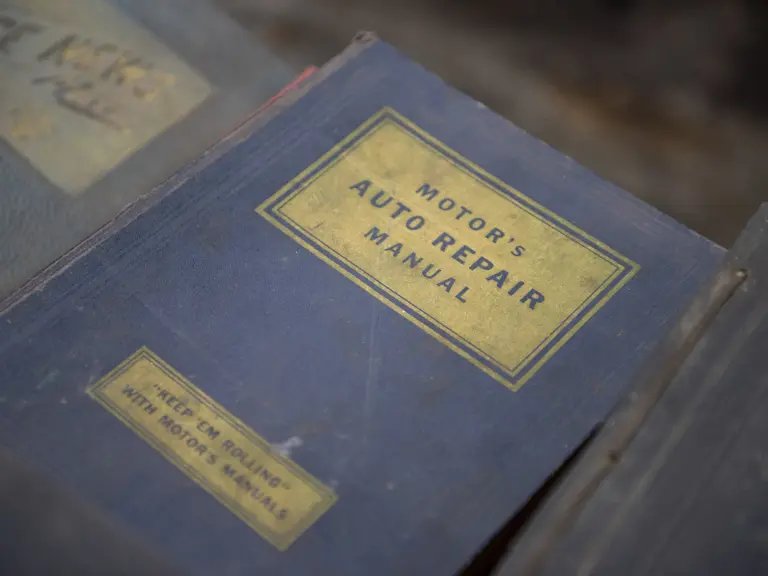 MOTOR'S
AUTO REPAIR
MANUAL
"KEEP 'EM ROLLING"
WITH MOTOR'S MANUALS